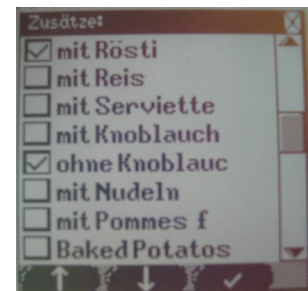 Zusätze:
mit Rösti
mit Reis
mit Serviette
mit Knoblauch
ohne Knoblauc
mit Nudeln
mit Pommes f
Baked Potatos